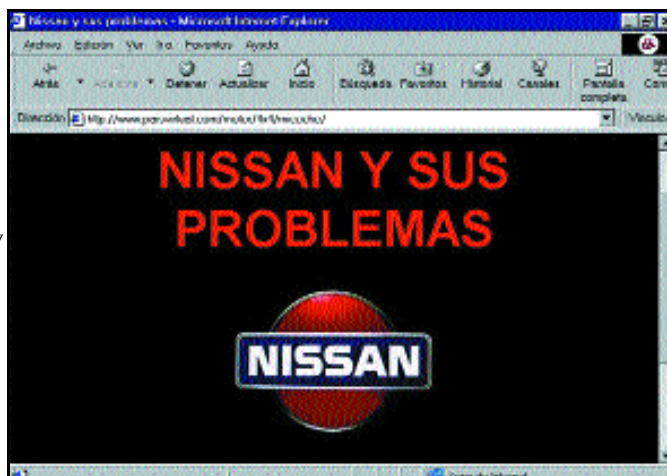 Nissan y sus problemas - Microsoft Internet Explorer
Archivo Edición Ver Ir a Favoritos Ayuda
Atrás Detener Actualizar Inicio Búsqueda Favoritos Historial Canales Pantalla completa
Dirección
NISSAN Y SUS
PROBLEMAS
NISSAN
y